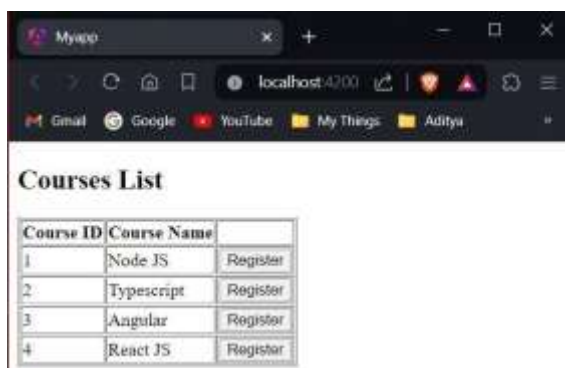 Myapp
localhost:4200
Gmail Google YouTube My Things Aditya
Courses List
Course ID Course Name
1 Node JS Register
2 Typescript Register
3 Angular Register
4 React JS Register